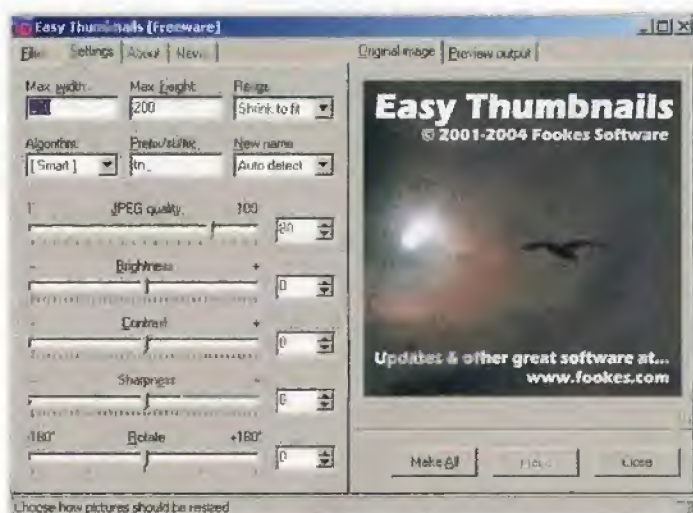 Easy Thumbnails [Freeware]
Files Settings About News
Max width: Max height: Resize
200 Shrink to fit
Algorithm: Prefix/suffix: New name
[ Smart ] tn_ Auto detect
1 JPEG quality 100
- Brightness +
0
- Contrast +
0
Sharpness
0
-180° Rotate +180°
0
Original image Preview output
Easy Thumbnails
© 2001-2004 Fookes Software
Updates & other great software at...
www.fookes.com
Make All Close
Choose how pictures should be resized